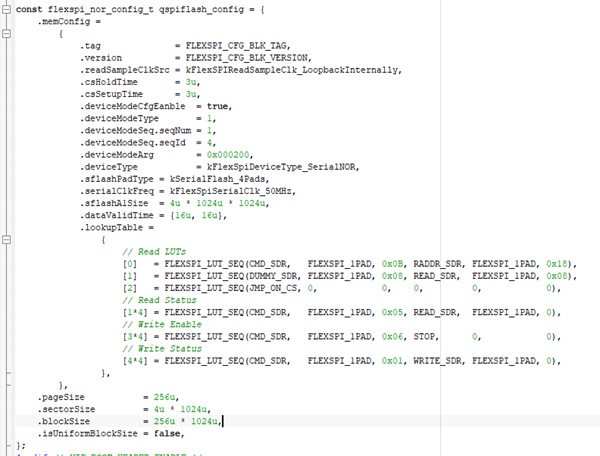 const flexspi_nor_config_t qspiflash_config = {
.memConfig =
{
.tag = FLEXSPI_CFG_BLK_TAG,
.version = FLEXSPI_CFG_BLK_VERSION,
.readSampleClkSrc = kFlexSPIReadSampleClk_LoopbackInternally,
.csHoldTime = 3u,
.csSetupTime = 3u,
.deviceModeCfgEanble = true,
.deviceModeType = 1,
.deviceModeSeq.seqNum = 1,
.deviceModeSeq.seqId = 4,
.deviceModeArg = 0x000200,
.deviceType = kFlexSpiDeviceType_SerialNOR,
.sflashPadType = kSerialFlash_4Pads,
.serialClkFreq = kFlexSpiSerialClk_50MHz,
.sflashA1Size = 4u * 1024u * 1024u,
.dataValidTime = {16u, 16u},
.lookupTable =
{
// Read LUTs
[0] = FLEXSPI_LUT_SEQ(CMD_SDR, FLEXSPI_1PAD, 0x0B, RADDR_SDR, FLEXSPI_1PAD, 0x18),
[1] = FLEXSPI_LUT_SEQ(DUMMY_SDR, FLEXSPI_1PAD, 0x08, READ_SDR, FLEXSPI_1PAD, 0x08),
[2] = FLEXSPI_LUT_SEQ(JMP_ON_CS, 0, 0, 0, 0, 0),
// Read Status
[1*4] = FLEXSPI_LUT_SEQ(CMD_SDR, FLEXSPI_1PAD, 0x05, READ_SDR, FLEXSPI_1PAD, 0),
// Write Enable
[3*4] = FLEXSPI_LUT_SEQ(CMD_SDR, FLEXSPI_1PAD, 0x06, STOP, 0, 0),
// Write Status
[4*4] = FLEXSPI_LUT_SEQ(CMD_SDR, FLEXSPI_1PAD, 0x01, WRITE_SDR, FLEXSPI_1PAD, 0),
},
},
.pageSize = 256u,
.sectorSize = 4u * 1024u,
.blockSize = 256u * 1024u,
.isUniformBlockSize = false,
};